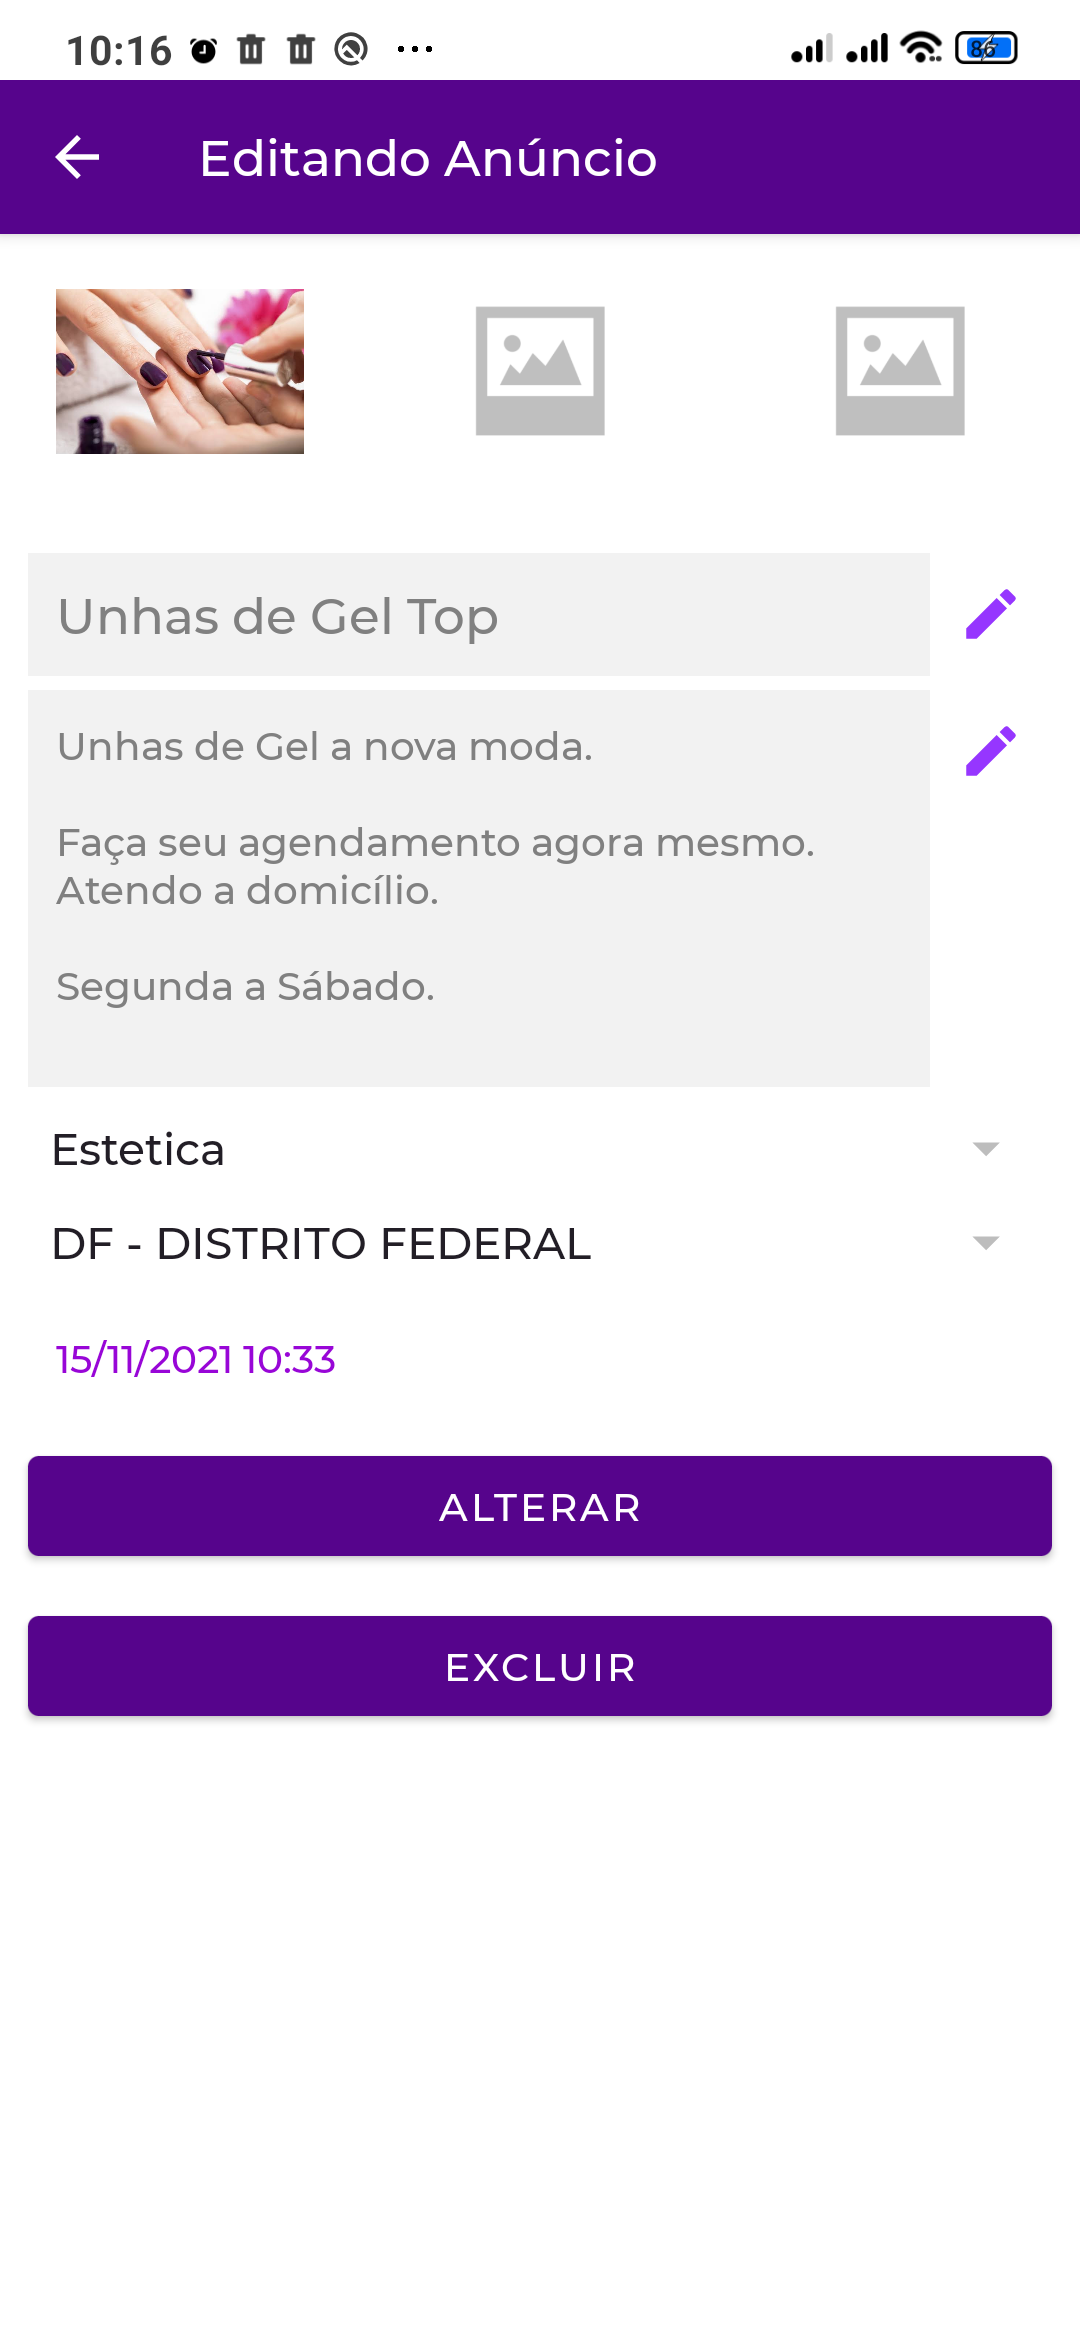 10:16
86
Editando Anúncio
Unhas de Gel Top
Unhas de Gel a nova moda.
Faça seu agendamento agora mesmo.
Atendo a domicílio.
Segunda a Sábado.
Estetica
DF - DISTRITO FEDERAL
15/11/2021 10:33
ALTERAR
EXCLUIR